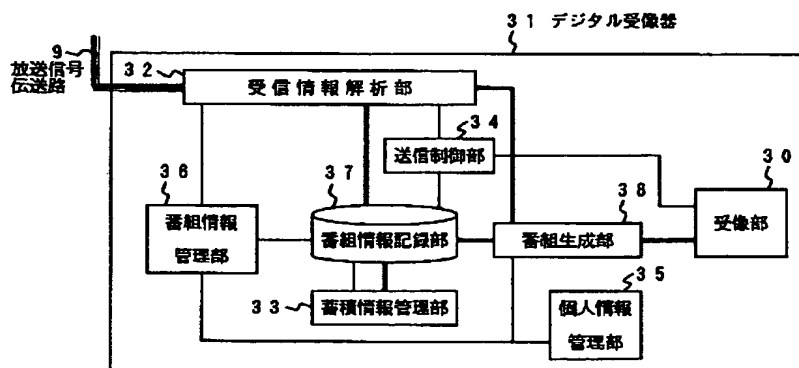 31 デジタル受像器
9
放送信号
伝送路
32
受信情報解析部
34
送信制御部
36
番組情報
管理部
37
番組情報記録部
38
番組生成部
30
受像部
33
蓄積情報管理部
35
個人情報
管理部